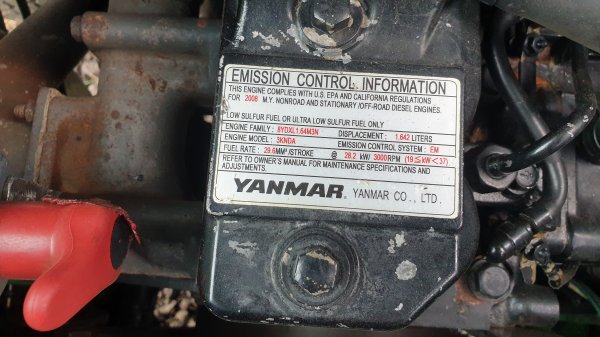 EMISSION CONTROL INFORMATION
THIS ENGINE COMPLIES WITH U.S. EPA AND CALIFORNIA REGULATIONS
FOR 2008 M.Y. NONROAD AND STATIONARY /OFF-ROAD DIESEL ENGINES.
LOW SULFUR FUEL OR ULTRA LOW SULFUR FUEL ONLY
ENGINE FAMILY : 8YDXL1.64M3N DISPLACEMENT : 1.642 LITERS
ENGINE MODEL : 3KNDA EMISSION CONTROL SYSTEM : EM
FUEL RATE : 29.6MM³ /STROKE @ 28.2 kW/ 3000RPM (19≦kW<37)
REFER TO OWNER'S MANUAL FOR MAINTENANCE SPECIFICATIONS AND
ADJUSTMENTS.
YANMAR® YANMAR CO., LTD.